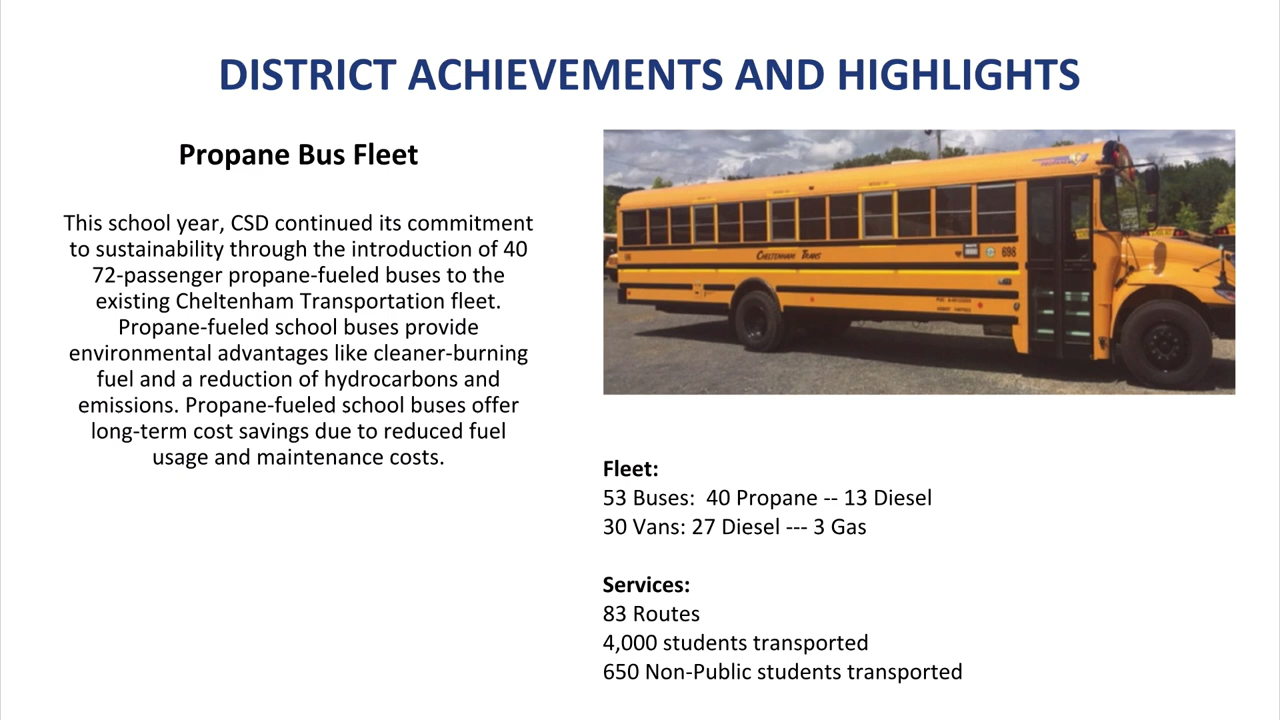 DISTRICT ACHIEVEMENTS AND HIGHLIGHTS
Propane Bus Fleet
This school year, CSD continued its commitment
to sustainability through the introduction of 40
72-passenger propane-fueled buses to the
existing Cheltenham Transportation fleet.
Propane-fueled school buses provide
environmental advantages like cleaner-burning
fuel and a reduction of hydrocarbons and
emissions. Propane-fueled school buses offer
long-term cost savings due to reduced fuel
usage and maintenance costs.
CHELTENHAM TRANS
698
Fleet:
53 Buses:  40 Propane -- 13 Diesel
30 Vans: 27 Diesel --- 3 Gas
Services:
83 Routes
4,000 students transported
650 Non-Public students transported